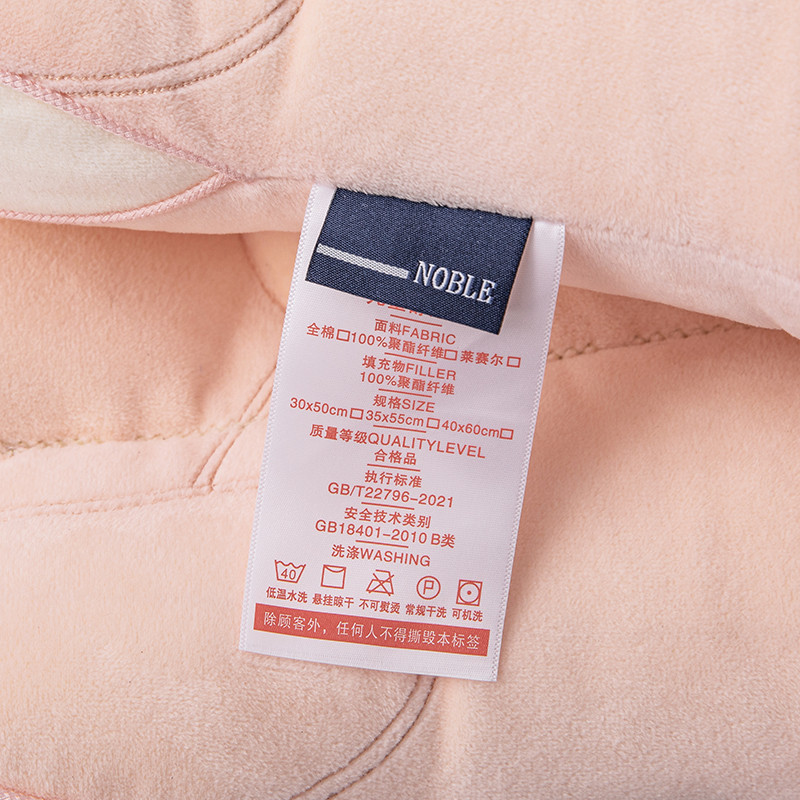 NOBLE
面料FABRIC
全棉□100%聚酯纤维□莱赛尔□
填充物FILLER
100%聚酯纤维
规格SIZE
30x50cm□35x55cm□40x60cm□
质量等级QUALITYLEVEL
合格品
执行标准
GB/T22796-2021
安全技术类别
GB18401-2010 B类
洗涤WASHING
40 P
低温水洗 悬挂晾干 不可熨烫 常规干洗 可机洗
除顾客外，任何人不得撕毁本标签